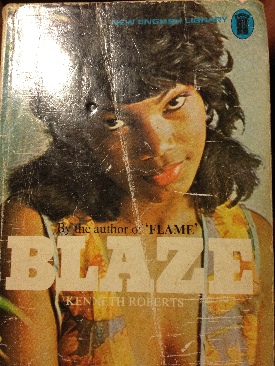 NEW ENGLISH LIBRARY
By the author of 'FLAME'
BLAZE
KENNETH ROBERTS